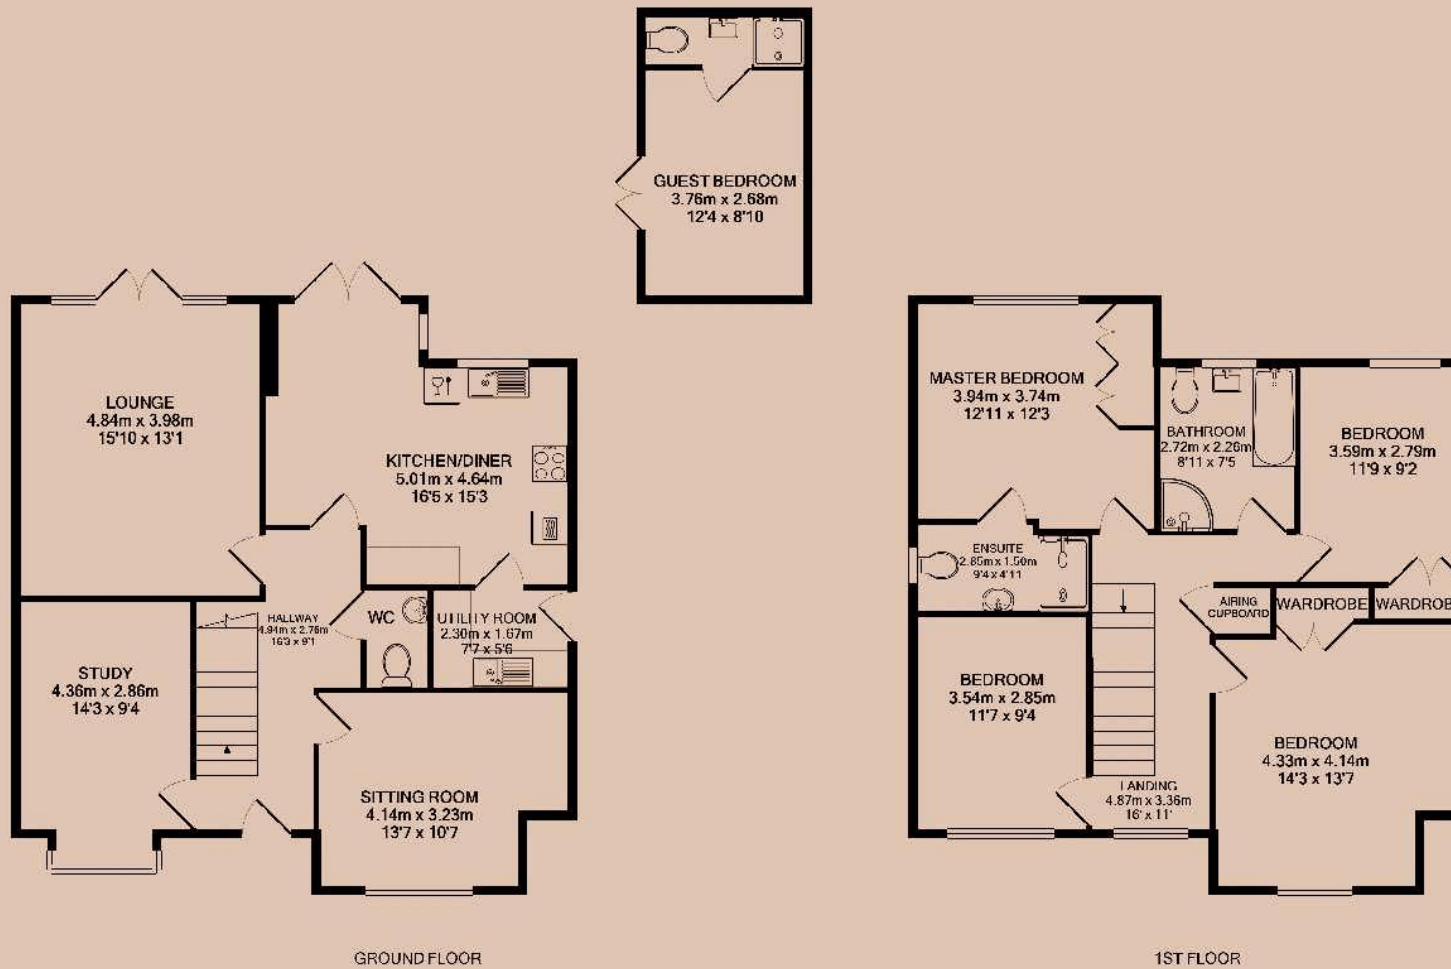 GUEST BEDROOM
3.76m x 2.68m
12'4 x 8'10
LOUNGE
4.84m x 3.98m
15'10 x 13'1
KITCHEN/DINER
5.01m x 4.64m
16'5 x 15'3
HALLWAY
4.94m x 2.76m
16'3 x 9'1
WC
UTILITY ROOM
2.30m x 1.67m
7'7 x 5'6
STUDY
4.36m x 2.86m
14'3 x 9'4
SITTING ROOM
4.14m x 3.23m
13'7 x 10'7
GROUND FLOOR
MASTER BEDROOM
3.94m x 3.74m
12'11 x 12'3
BATHROOM
2.72m x 2.26m
8'11 x 7'5
BEDROOM
3.59m x 2.79m
11'9 x 9'2
ENSUITE
2.85m x 1.50m
9'4 x 4'11
AIRING
CUPBOARD
WARDROBE
WARDROB
BEDROOM
3.54m x 2.85m
11'7 x 9'4
BEDROOM
4.33m x 4.14m
14'3 x 13'7
LANDING
4.87m x 3.36m
16' x 11'
1ST FLOOR